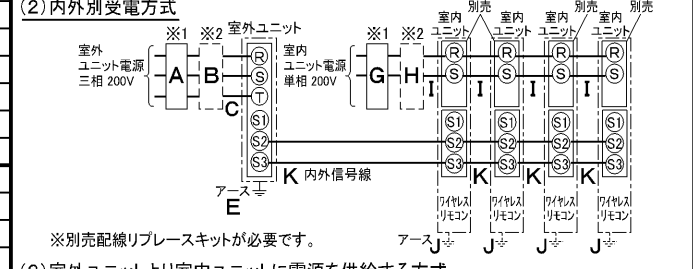 (2)内外別受電方式
別売 別売
室内 室内 室内 室内
ユニット ユニット ユニット ユニット
※1 ※2 室外ユニット ※1 ※2
室外
ユニット電源
三相 200V
A B C
R
S
T
S1
S2
S3
アース
E
室内
ユニット電源
単相 200V
G H
I I I I
R R R R
S S S S
S1 S1 S1 S1
S2 S2 S2 S2
S3 S3 S3 S3
K 内外信号線 K K K
ワイヤレス ワイヤレス ワイヤレス ワイヤレス
リモコン リモコン リモコン リモコン
アース J J J J
※別売配線リプレースキットが必要です。
室外ユニットより室内ユニットに電源を供給する方式